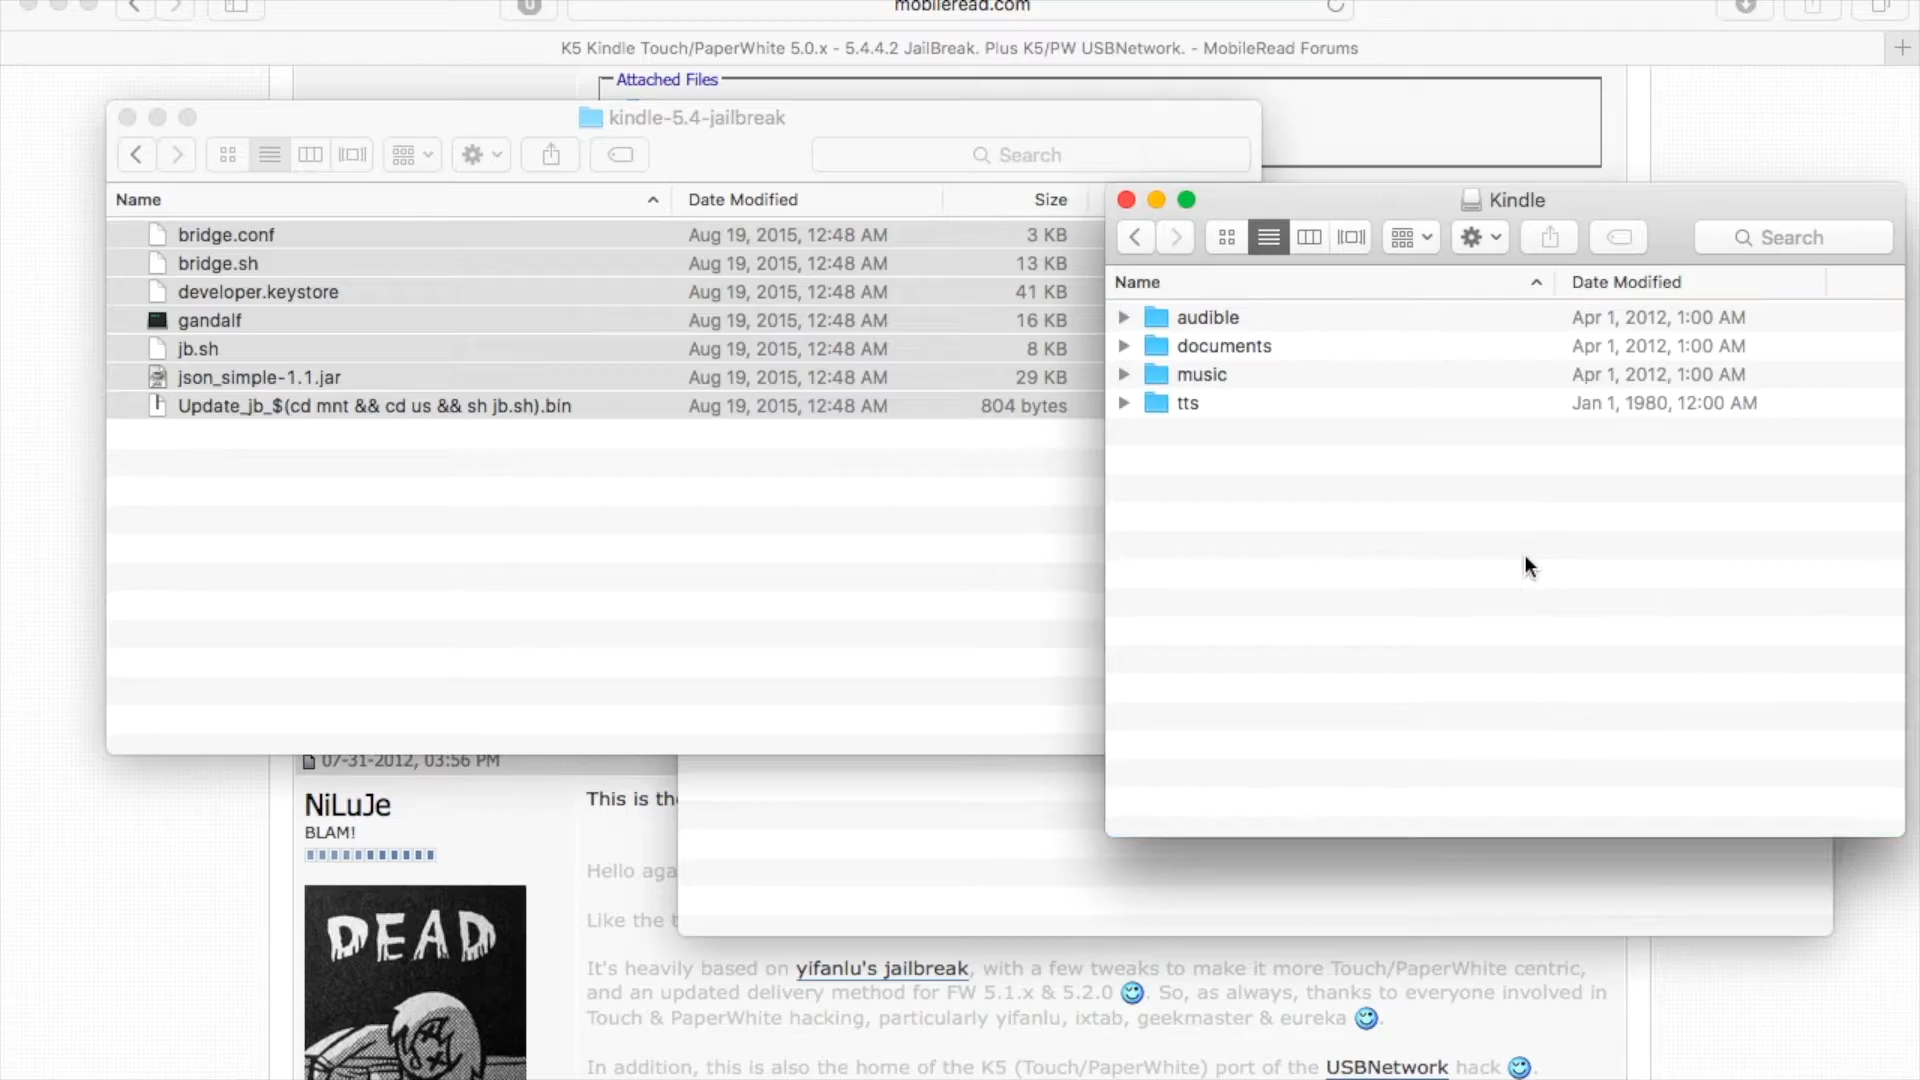 mobileread.com
K5 Kindle Touch/PaperWhite 5.0.x - 5.4.4.2 JailBreak. Plus K5/PW USBNetwork. - MobileRead Forums
Attached Files
kindle-5.4-jailbreak
Search
Name Date Modified Size
bridge.conf Aug 19, 2015, 12:48 AM 3 KB
bridge.sh Aug 19, 2015, 12:48 AM 13 KB
developer.keystore Aug 19, 2015, 12:48 AM 41 KB
gandalf Aug 19, 2015, 12:48 AM 16 KB
jb.sh Aug 19, 2015, 12:48 AM 8 KB
json_simple-1.1.jar Aug 19, 2015, 12:48 AM 29 KB
Update_jb_$(cd mnt && cd us && sh jb.sh).bin Aug 19, 2015, 12:48 AM 804 bytes
Kindle
Search
Name Date Modified
audible Apr 1, 2012, 1:00 AM
documents Apr 1, 2012, 1:00 AM
music Apr 1, 2012, 1:00 AM
tts Jan 1, 1980, 12:00 AM
07-31-2012, 03:56 PM
NiLuJe
BLAM!
DEAD
This is the
Hello aga
Like the t
It's heavily based on yifanlu's jailbreak, with a few tweaks to make it more Touch/PaperWhite centric,
and an updated delivery method for FW 5.1.x & 5.2.0 . So, as always, thanks to everyone involved in
Touch & PaperWhite hacking, particularly yifanlu, ixtab, geekmaster & eureka .
In addition, this is also the home of the K5 (Touch/PaperWhite) port of the USBNetwork hack .